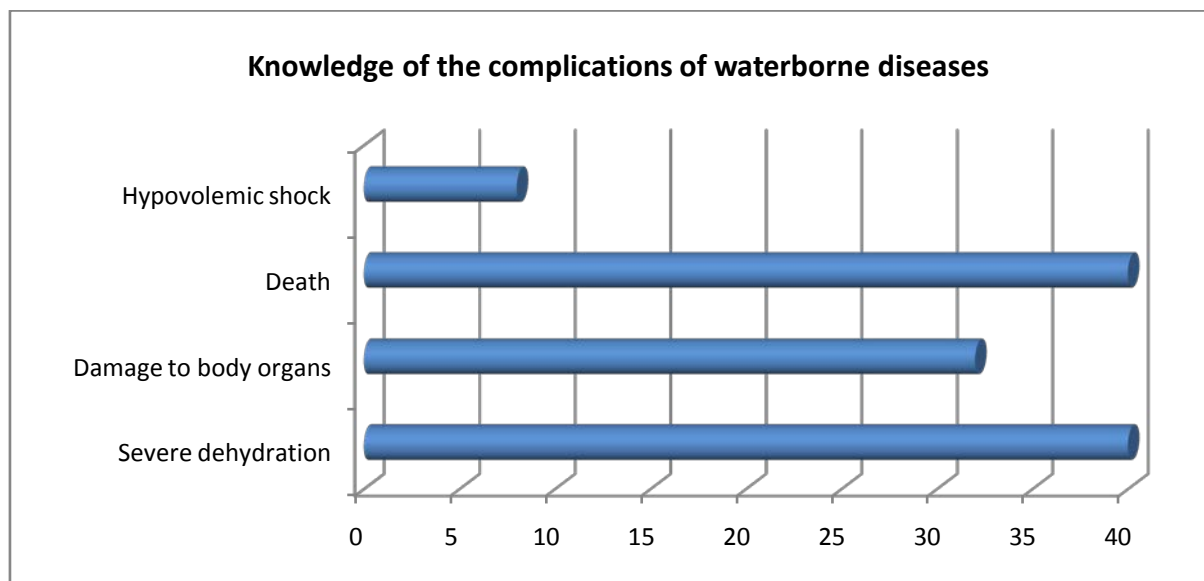 Knowledge of the complications of waterborne diseases
Hypovolemic shock
Death
Damage to body organs
Severe dehydration
0 5 10 15 20 25 30 35 40